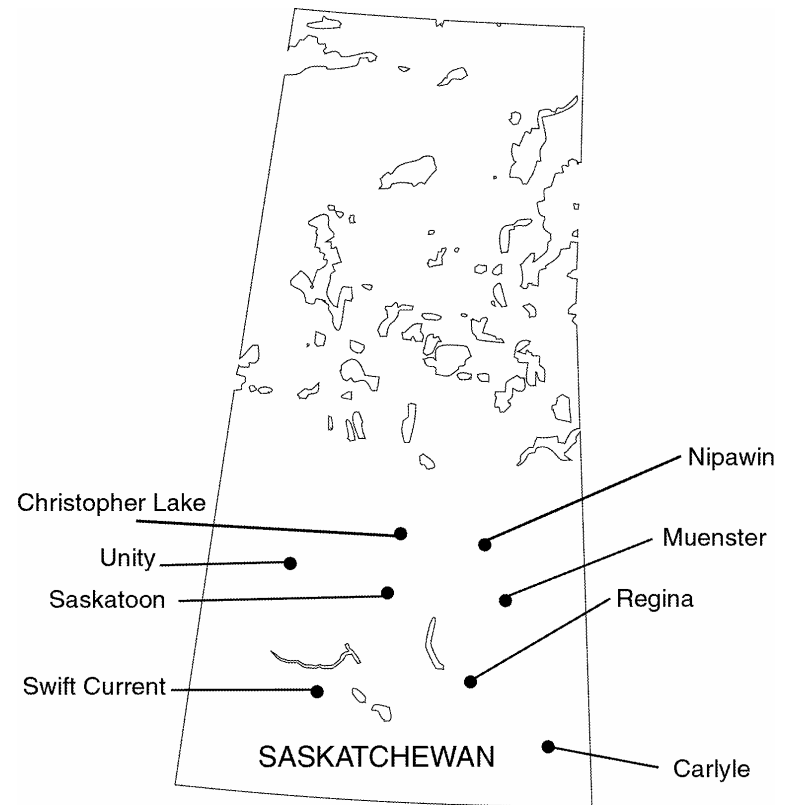 Nipawin
Christopher Lake
Muenster
Unity
Saskatoon
Regina
Swift Current
SASKATCHEWAN
Carlyle